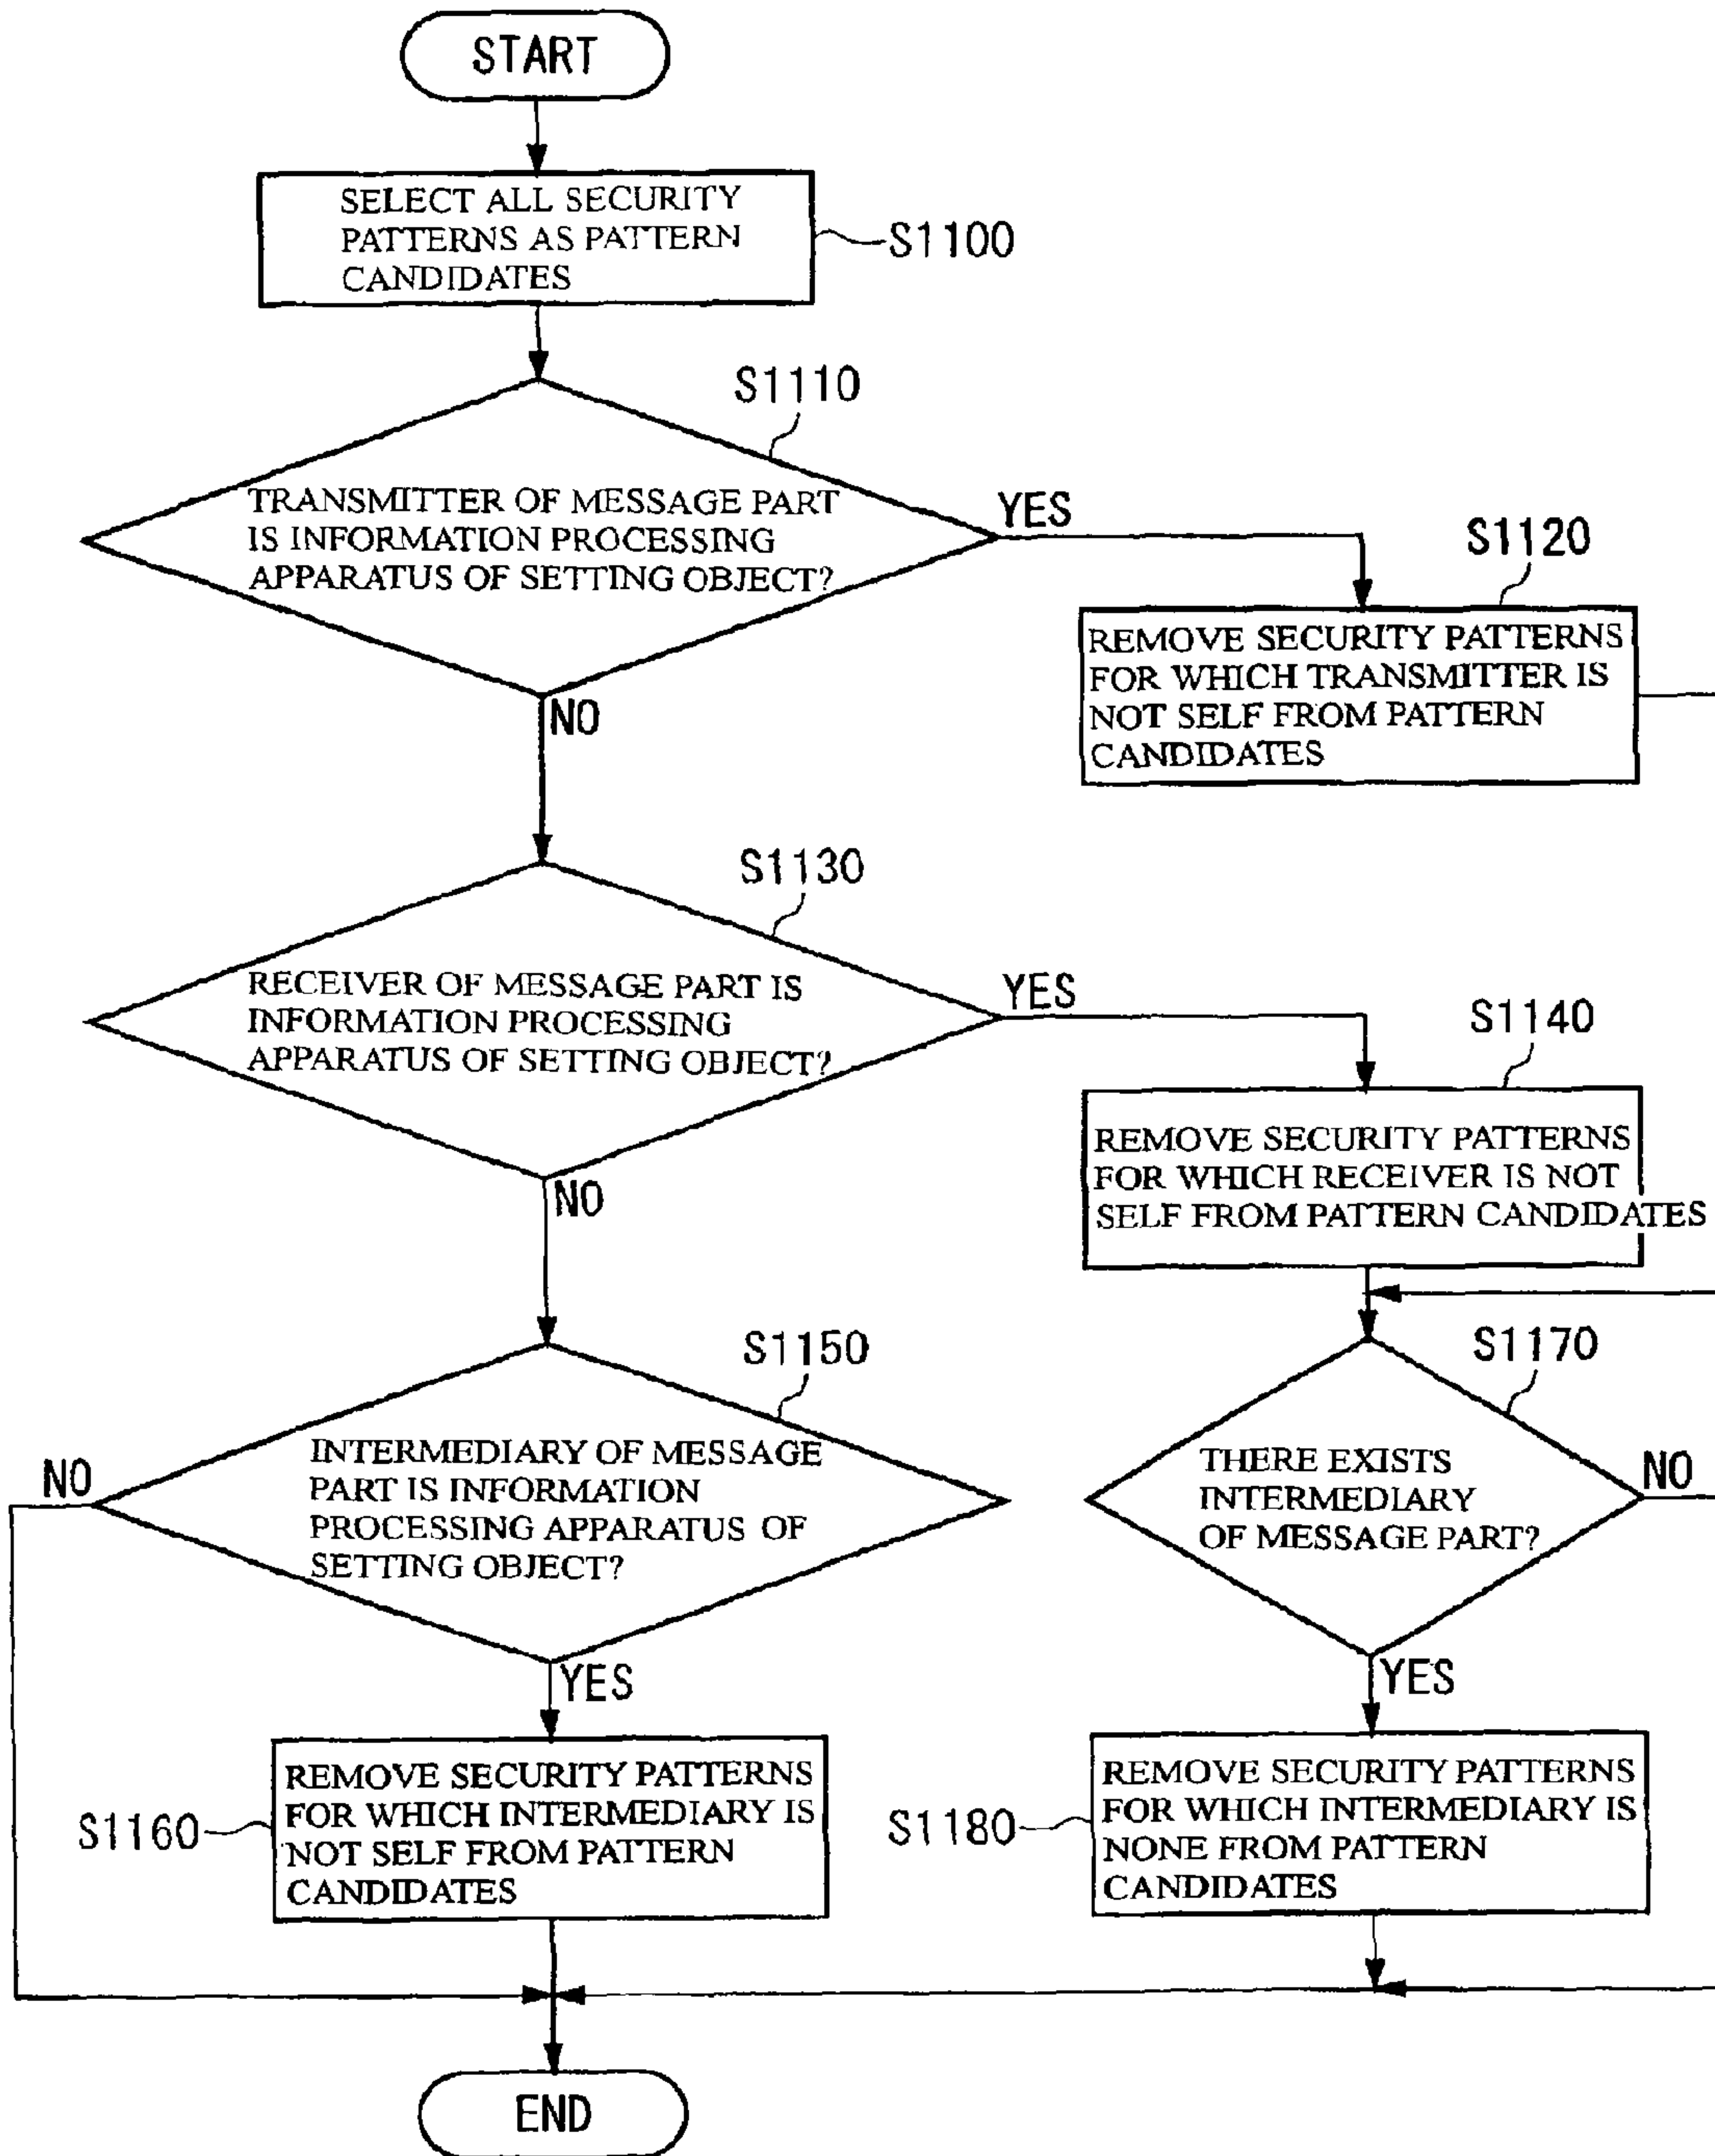 START
SELECT ALL SECURITY
PATTERNS AS PATTERN
CANDIDATES
S1100
S1110
TRANSMITTER OF MESSAGE PART
IS INFORMATION PROCESSING
APPARATUS OF SETTING OBJECT?
YES
NO
S1120
REMOVE SECURITY PATTERNS
FOR WHICH TRANSMITTER IS
NOT SELF FROM PATTERN
CANDIDATES
S1130
RECEIVER OF MESSAGE PART IS
INFORMATION PROCESSING
APPARATUS OF SETTING OBJECT?
YES
NO
S1140
REMOVE SECURITY PATTERNS
FOR WHICH RECEIVER IS NOT
SELF FROM PATTERN CANDIDATES
S1150
INTERMEDIARY OF MESSAGE
PART IS INFORMATION
PROCESSING APPARATUS OF
SETTING OBJECT?
NO
YES
S1170
THERE EXISTS
INTERMEDIARY
OF MESSAGE PART?
NO
YES
S1160
REMOVE SECURITY PATTERNS
FOR WHICH INTERMEDIARY IS
NOT SELF FROM PATTERN
CANDIDATES
S1180
REMOVE SECURITY PATTERNS
FOR WHICH INTERMEDIARY IS
NONE FROM PATTERN
CANDIDATES
END